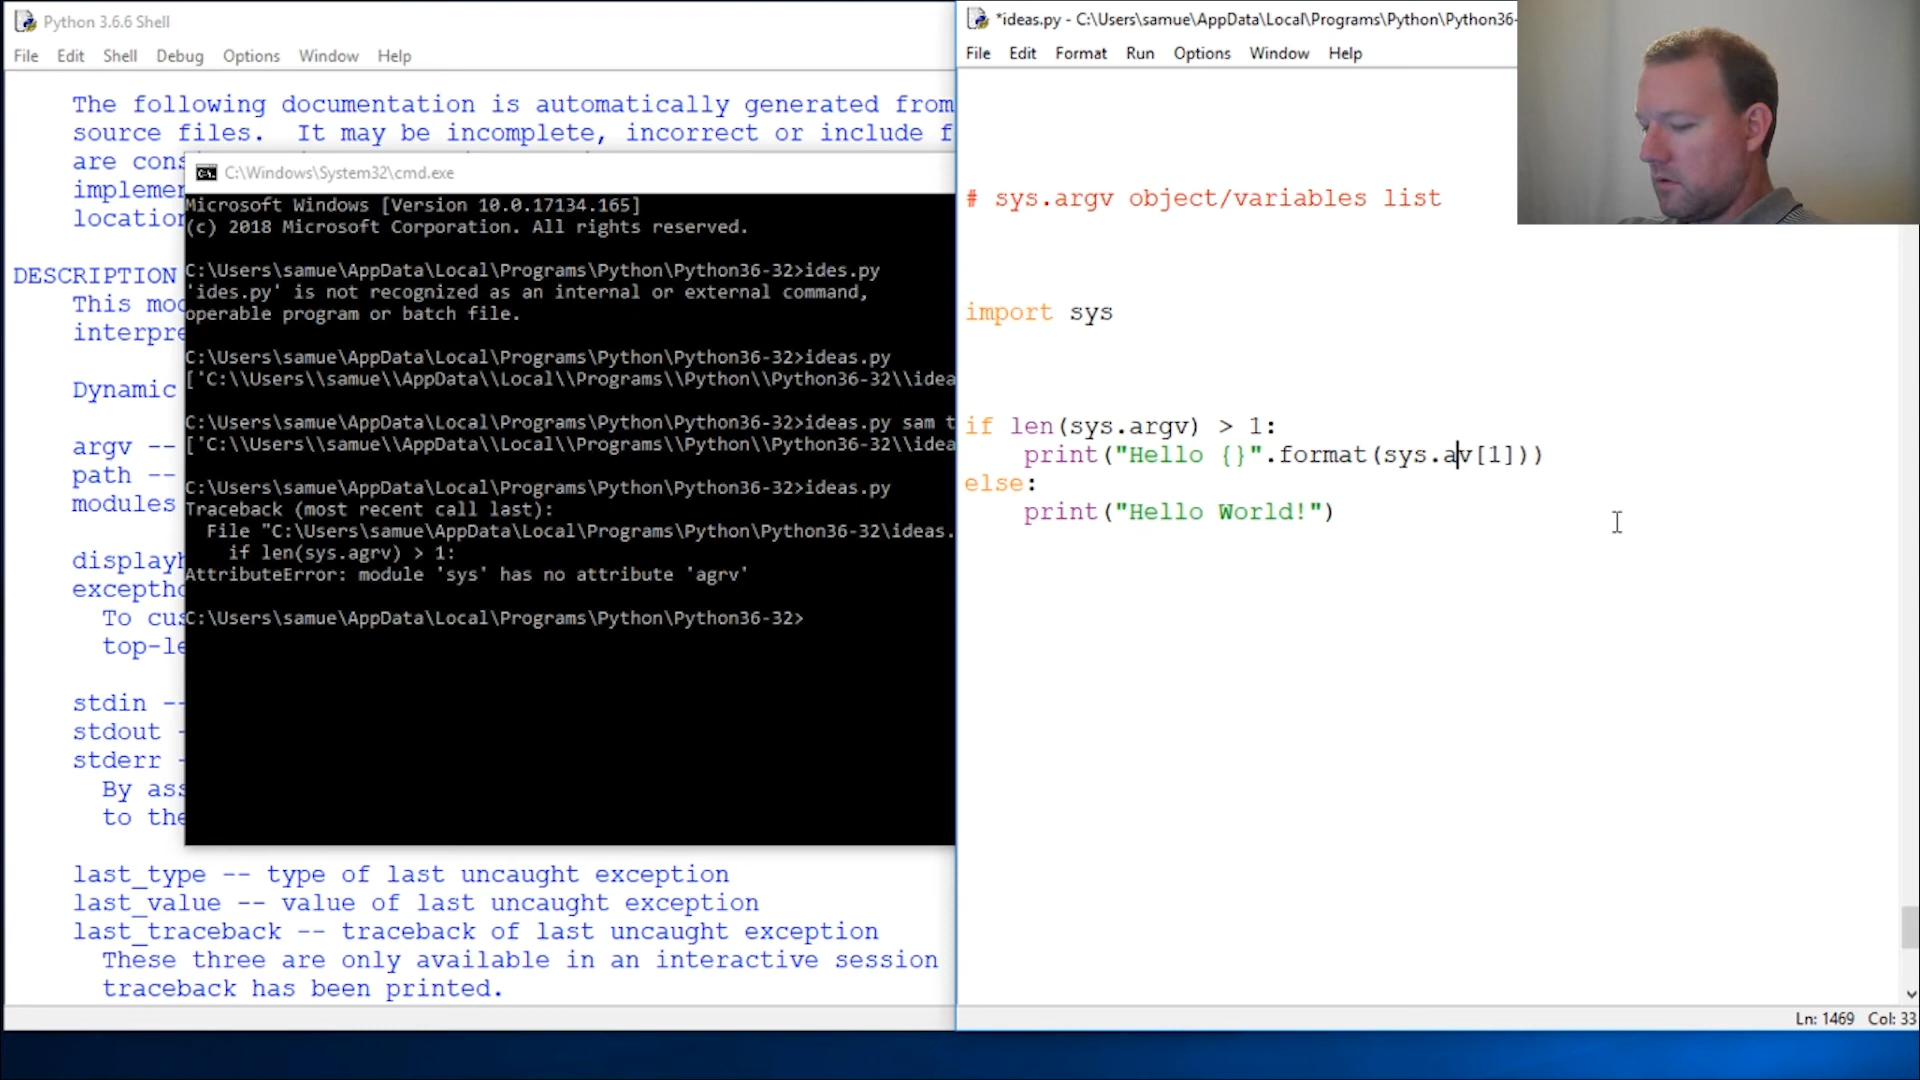 Python 3.6.6 Shell
File Edit Shell Debug Options Window Help
The following documentation is automatically generated from
source files. It may be incomplete, incorrect or include f
are cons
implemer
location
DESCRIPTION
This mod
interpre
Dynamic
argv --
path --
modules
displayh
excepthc
To cus
top-le
stdin --
stdout -
stderr -
By ass
to the
last_type -- type of last uncaught exception
last_value -- value of last uncaught exception
last_traceback -- traceback of last uncaught exception
These three are only available in an interactive session
traceback has been printed.
C:\Windows\System32\cmd.exe
Microsoft Windows [Version 10.0.17134.165]
(c) 2018 Microsoft Corporation. All rights reserved.
C:\Users\samue\AppData\Local\Programs\Python\Python36-32>ides.py
'ides.py' is not recognized as an internal or external command,
operable program or batch file.
C:\Users\samue\AppData\Local\Programs\Python\Python36-32>ideas.py
['C:\\Users\\samue\\AppData\\Local\\Programs\\Python\\Python36-32\\idea
C:\Users\samue\AppData\Local\Programs\Python\Python36-32>ideas.py sam t
['C:\\Users\\samue\\AppData\\Local\\Programs\\Python\\Python36-32\\idea
C:\Users\samue\AppData\Local\Programs\Python\Python36-32>ideas.py
Traceback (most recent call last):
File "C:\Users\samue\AppData\Local\Programs\Python\Python36-32\ideas.
if len(sys.agrv) > 1:
AttributeError: module 'sys' has no attribute 'agrv'
C:\Users\samue\AppData\Local\Programs\Python\Python36-32>
*ideas.py - C:\Users\samue\AppData\Local\Programs\Python\Python36-
File Edit Format Run Options Window Help
# sys.argv object/variables list
import sys
if len(sys.argv) > 1:
print("Hello {}".format(sys.av[1]))
else:
print("Hello World!")
Ln: 1469 Col: 33